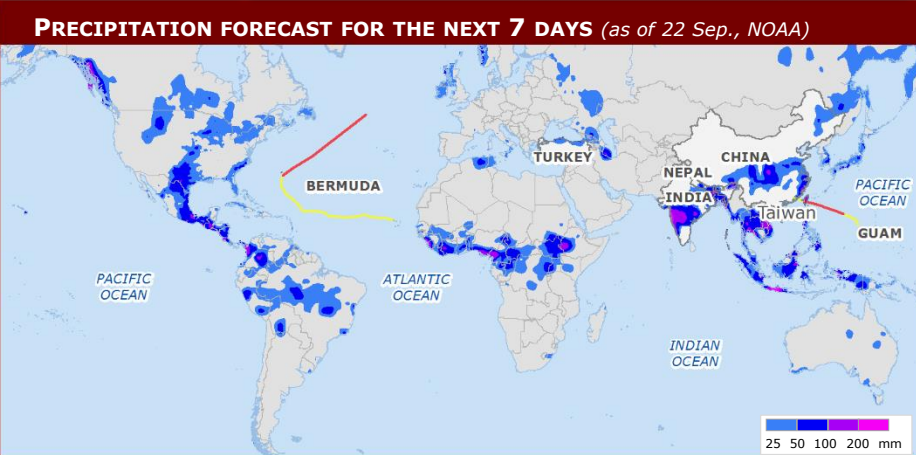 PRECIPITATION FORECAST FOR THE NEXT 7 DAYS (as of 22 Sep., NOAA)
TURKEY
CHINA
NEPAL
BERMUDA
INDIA
PACIFIC
OCEAN
Taiwan
GUAM
PACIFIC
OCEAN
ATLANTIC
OCEAN
INDIAN
OCEAN
25 50 100 200 mm